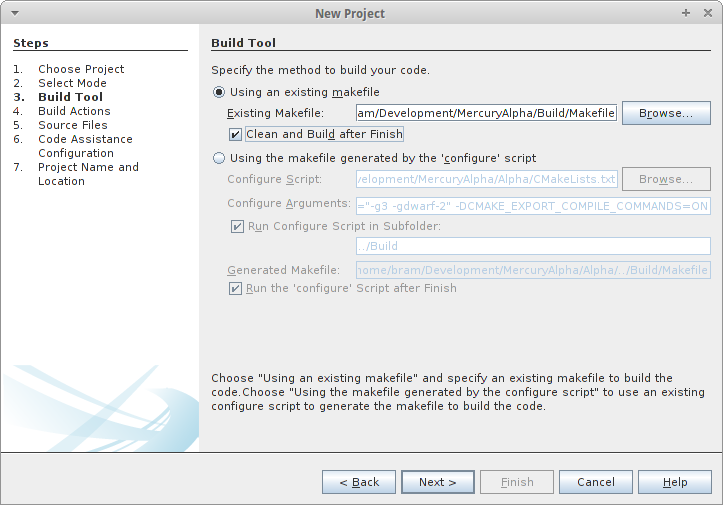 New Project
Steps
1. Choose Project
2. Select Mode
3. Build Tool
4. Build Actions
5. Source Files
6. Code Assistance
Configuration
7. Project Name and
Location
Build Tool
Specify the method to build your code.
Using an existing makefile
Existing Makefile: am/Development/MercuryAlpha/Build/Makefile Browse...
Clean and Build after Finish
Using the makefile generated by the 'configure' script
Configure Script: velopment/MercuryAlpha/Alpha/CMakeLists.txt Browse...
Configure Arguments: ="-g3 -gdwarf-2" -DCMAKE_EXPORT_COMPILE_COMMANDS=ON
Run Configure Script in Subfolder:
../Build
Generated Makefile: home/bram/Development/MercuryAlpha/Alpha/../Build/Makefile
Run the 'configure' Script after Finish
Choose "Using an existing makefile" and specify an existing makefile to build the
code.Choose "Using the makefile generated by the configure script" to use an existing
configure script to generate the makefile to build the code.
< Back Next > Finish Cancel Help